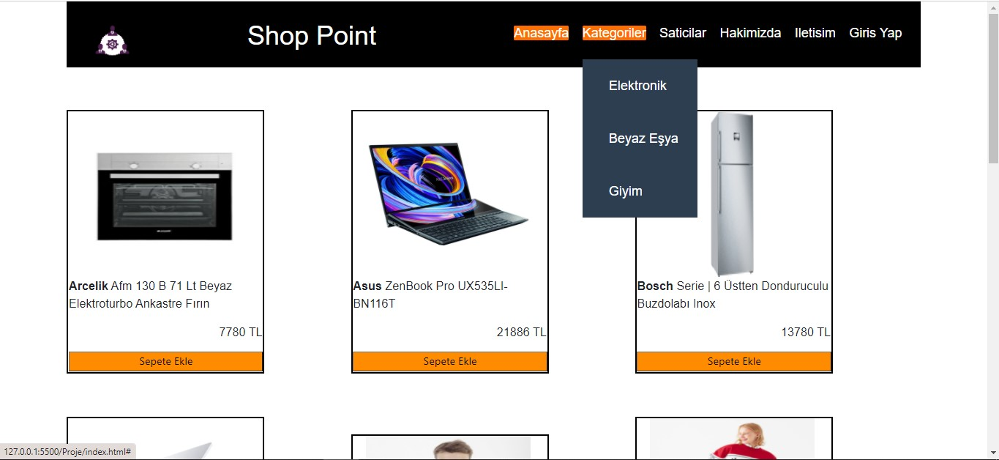 Shop Point
Anasayfa Kategoriler Saticilar Hakimizda Iletisim Giris Yap
Elektronik
Beyaz Eşya
Giyim
Arcelik Afm 130 B 71 Lt Beyaz
Elektroturbo Ankastre Fırın
7780 TL
Sepete Ekle
Asus ZenBook Pro UX535LI-
BN116T
21886 TL
Sepete Ekle
Bosch Serie | 6 Üstten Donduruculu
Buzdolabı Inox
13780 TL
Sepete Ekle
127.0.0.1:5500/Proje/index.html#